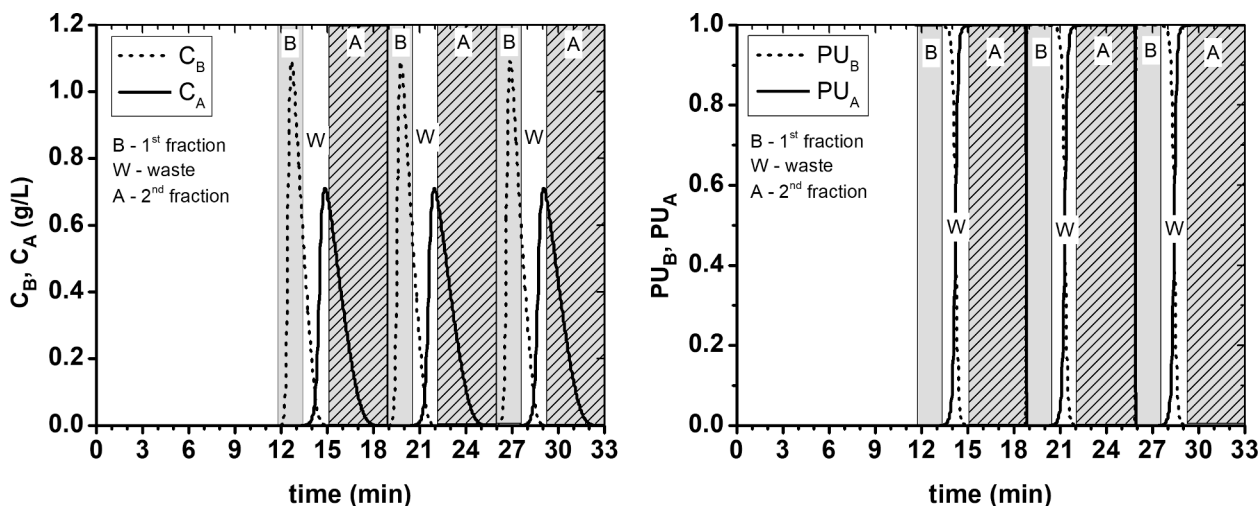 1.2
1.0
0.8
0.6
0.4
0.2
0.0
C_B, C_A (g/L)
C_B
C_A
B - 1st fraction
W - waste
A - 2nd fraction
B A B A B A
W W W
0 3 6 9 12 15 18 21 24 27 30 33
time (min)
1.0
0.8
0.6
0.4
0.2
0.0
PU_B, PU_A
PU_B
PU_A
B - 1st fraction
W - waste
A - 2nd fraction
B A B A B A
W W W
0 3 6 9 12 15 18 21 24 27 30 33
time (min)